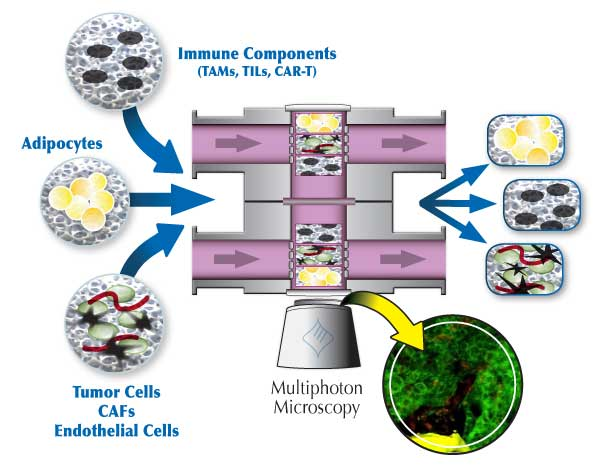 Immune Components
(TAMs, TILs, CAR-T)
Adipocytes
Tumor Cells
CAFs
Endothelial Cells
Multiphoton
Microscopy